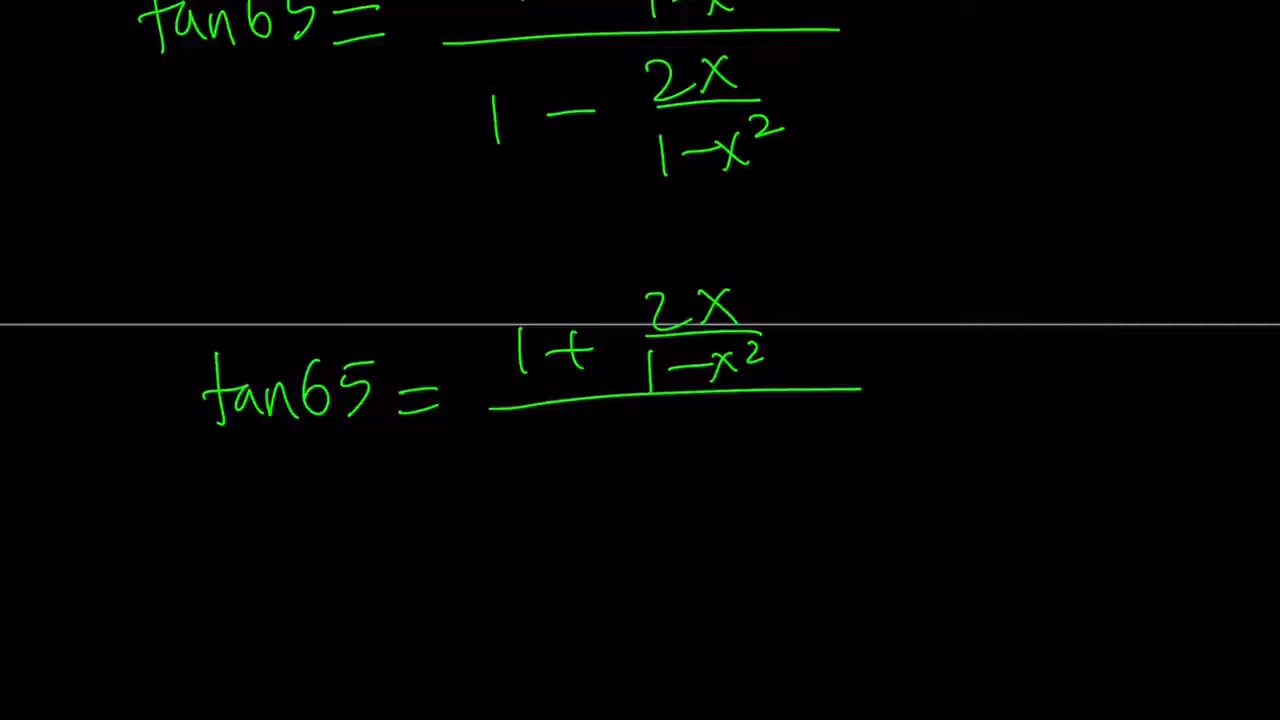 tan65 =
1 - 2x
1-x²
1 + 2x
1-x²
tan65 =